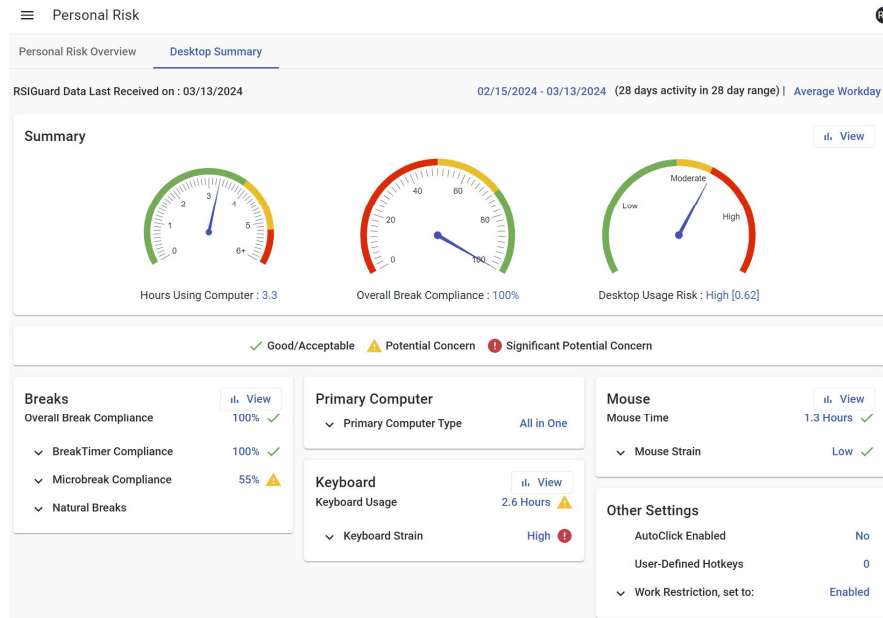 Personal Risk
R
Personal Risk Overview
Desktop Summary
RSIGuard Data Last Received on : 03/13/2024
02/15/2024 - 03/13/2024 (28 days activity in 28 day range) | Average Workday
Summary
View
0 1 2 3 4 5 6+
Hours Using Computer : 3.3
0 20 40 60 80 100
Overall Break Compliance : 100%
Low Moderate High
Desktop Usage Risk : High [0.62]
Good/Acceptable
Potential Concern
Significant Potential Concern
Breaks
View
Overall Break Compliance 100%
BreakTimer Compliance 100%
Microbreak Compliance 55%
Natural Breaks
Primary Computer
Primary Computer Type All in One
Keyboard
View
Keyboard Usage 2.6 Hours
Keyboard Strain High
Mouse
View
Mouse Time 1.3 Hours
Mouse Strain Low
Other Settings
AutoClick Enabled No
User-Defined Hotkeys 0
Work Restriction, set to: Enabled